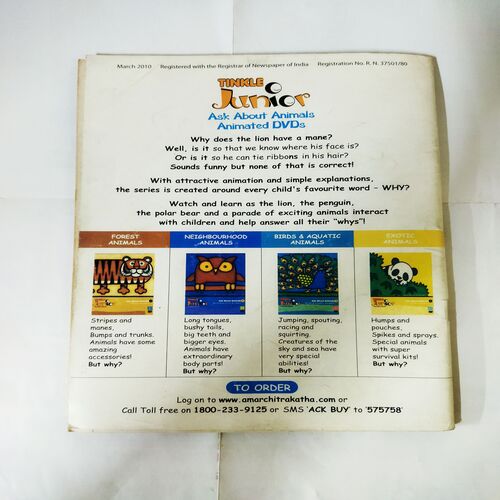 March 2010 Registered with the Registrar of Newspaper of India Registration No. R. N. 37501/80
TINKLE
Junior
Ask About Animals
Animated DVDs
Why does the lion have a mane?
Well, is it so that we know where his face is?
Or is it so he can tie ribbons in his hair?
Sounds funny but none of that is correct!
With attractive animation and simple explanations,
the series is created around every child's favourite word – WHY?
Watch and learn as the lion, the penguin,
the polar bear and a parade of exciting animals interact
with children and help answer all their "whys"!
FOREST
ANIMALS
Stripes and
manes,
Bumps and trunks.
Animals have some
amazing
accessories!
But why?
NEIGHBOURHOOD
ANIMALS
Long tongues,
bushy tails,
big teeth and
bigger eyes.
Animals have
extraordinary
body parts!
But why?
BIRDS & AQUATIC
ANIMALS
Jumping, spouting,
racing and
squirting.
Creatures of the
sky and sea have
very special
abilities!
But why?
EXOTIC
ANIMALS
Humps and
pouches,
Spikes and sprays.
Special animals
with super
survival kits!
But why?
TO ORDER
Log on to www.amarchitrakatha.com or
Call Toll free on 1800-233-9125 or SMS 'ACK BUY' to '575758'